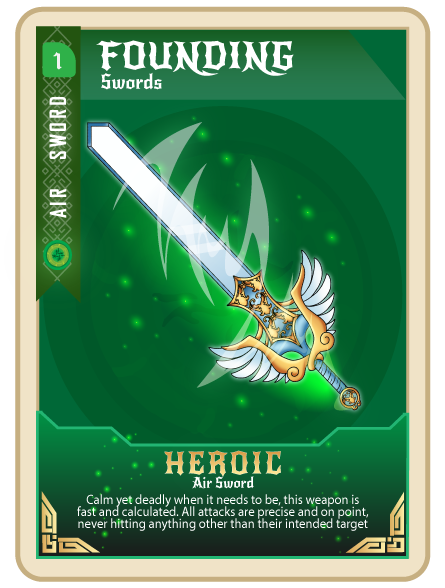 1
FOUNDING
Swords
AIR SWORD
HEROIC
Air Sword
Calm yet deadly when it needs to be, this weapon is
fast and calculated. All attacks are precise and on point,
never hitting anything other than their intended target